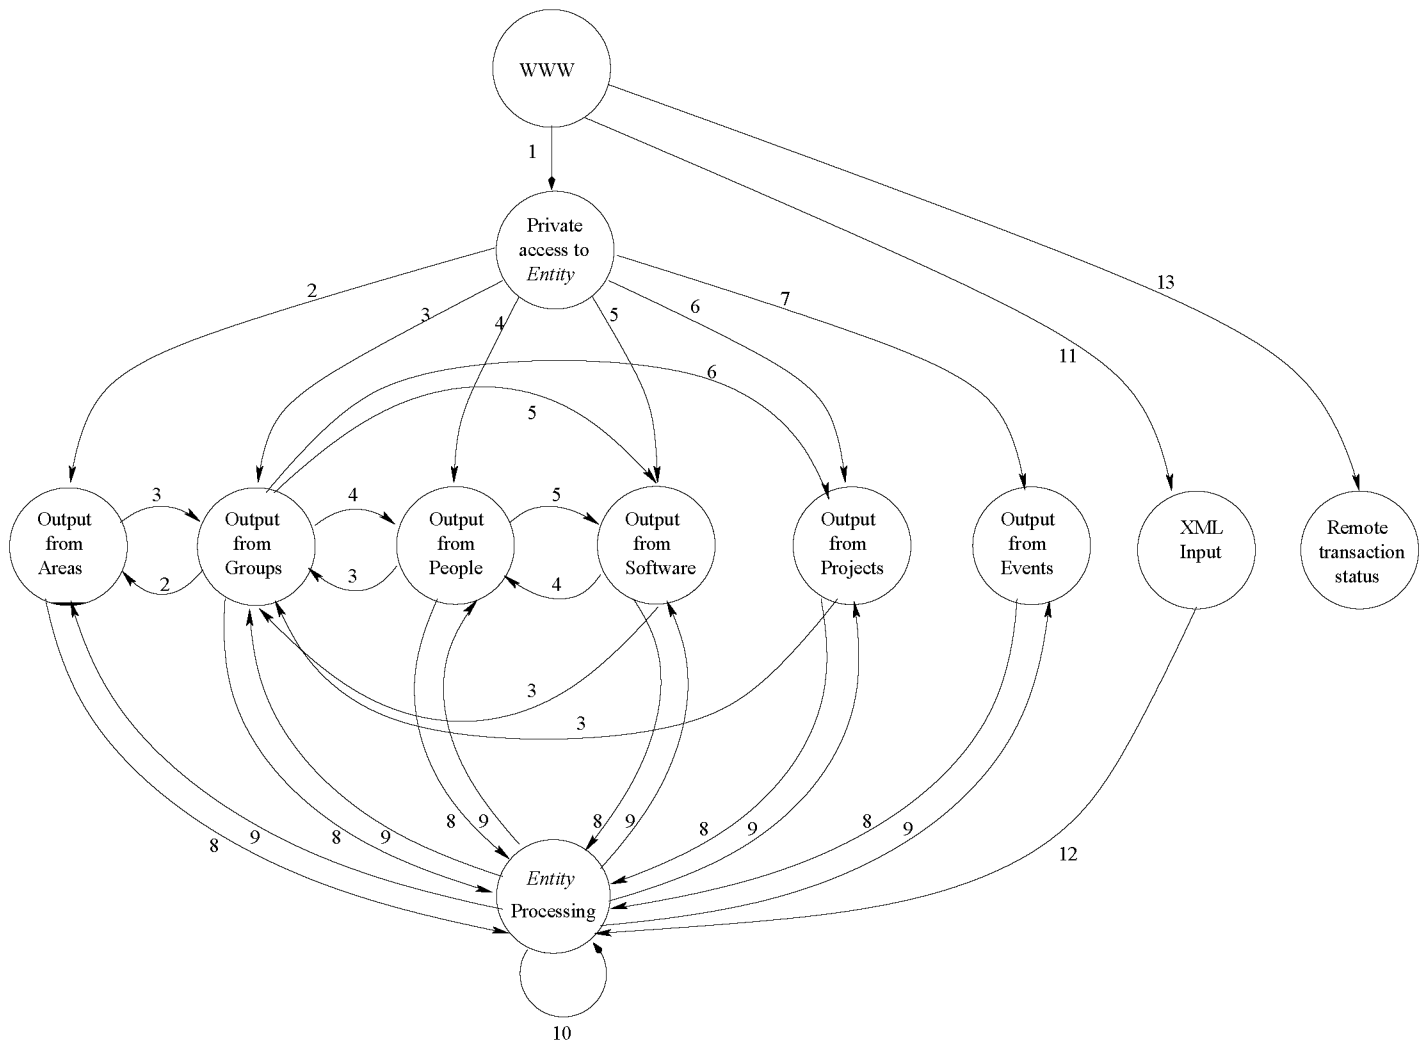 WWW
1
Private
access to
Entity
2
3
4
5
6
7
13
11
6
5
3
4
5
Output
from
Areas
Output
from
Groups
Output
from
People
Output
from
Software
Output
from
Projects
Output
from
Events
XML
Input
Remote
transaction
status
2
3
4
3
3
8
9
8
9
8
9
8
9
8
9
8
9
12
Entity
Processing
10